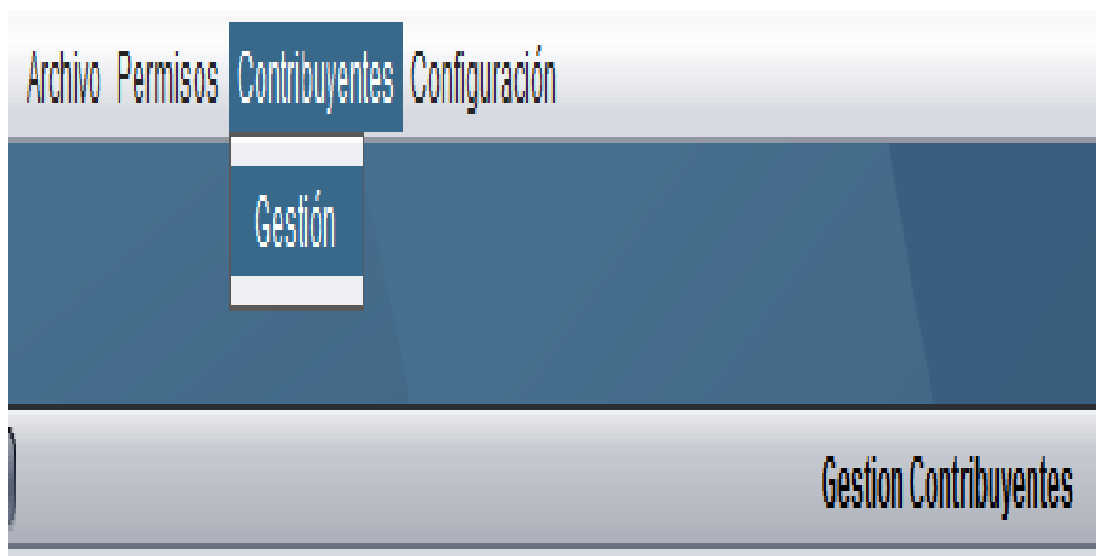 Archivo Permisos Contribuyentes Configuración
Gestión
Gestion Contribuyentes